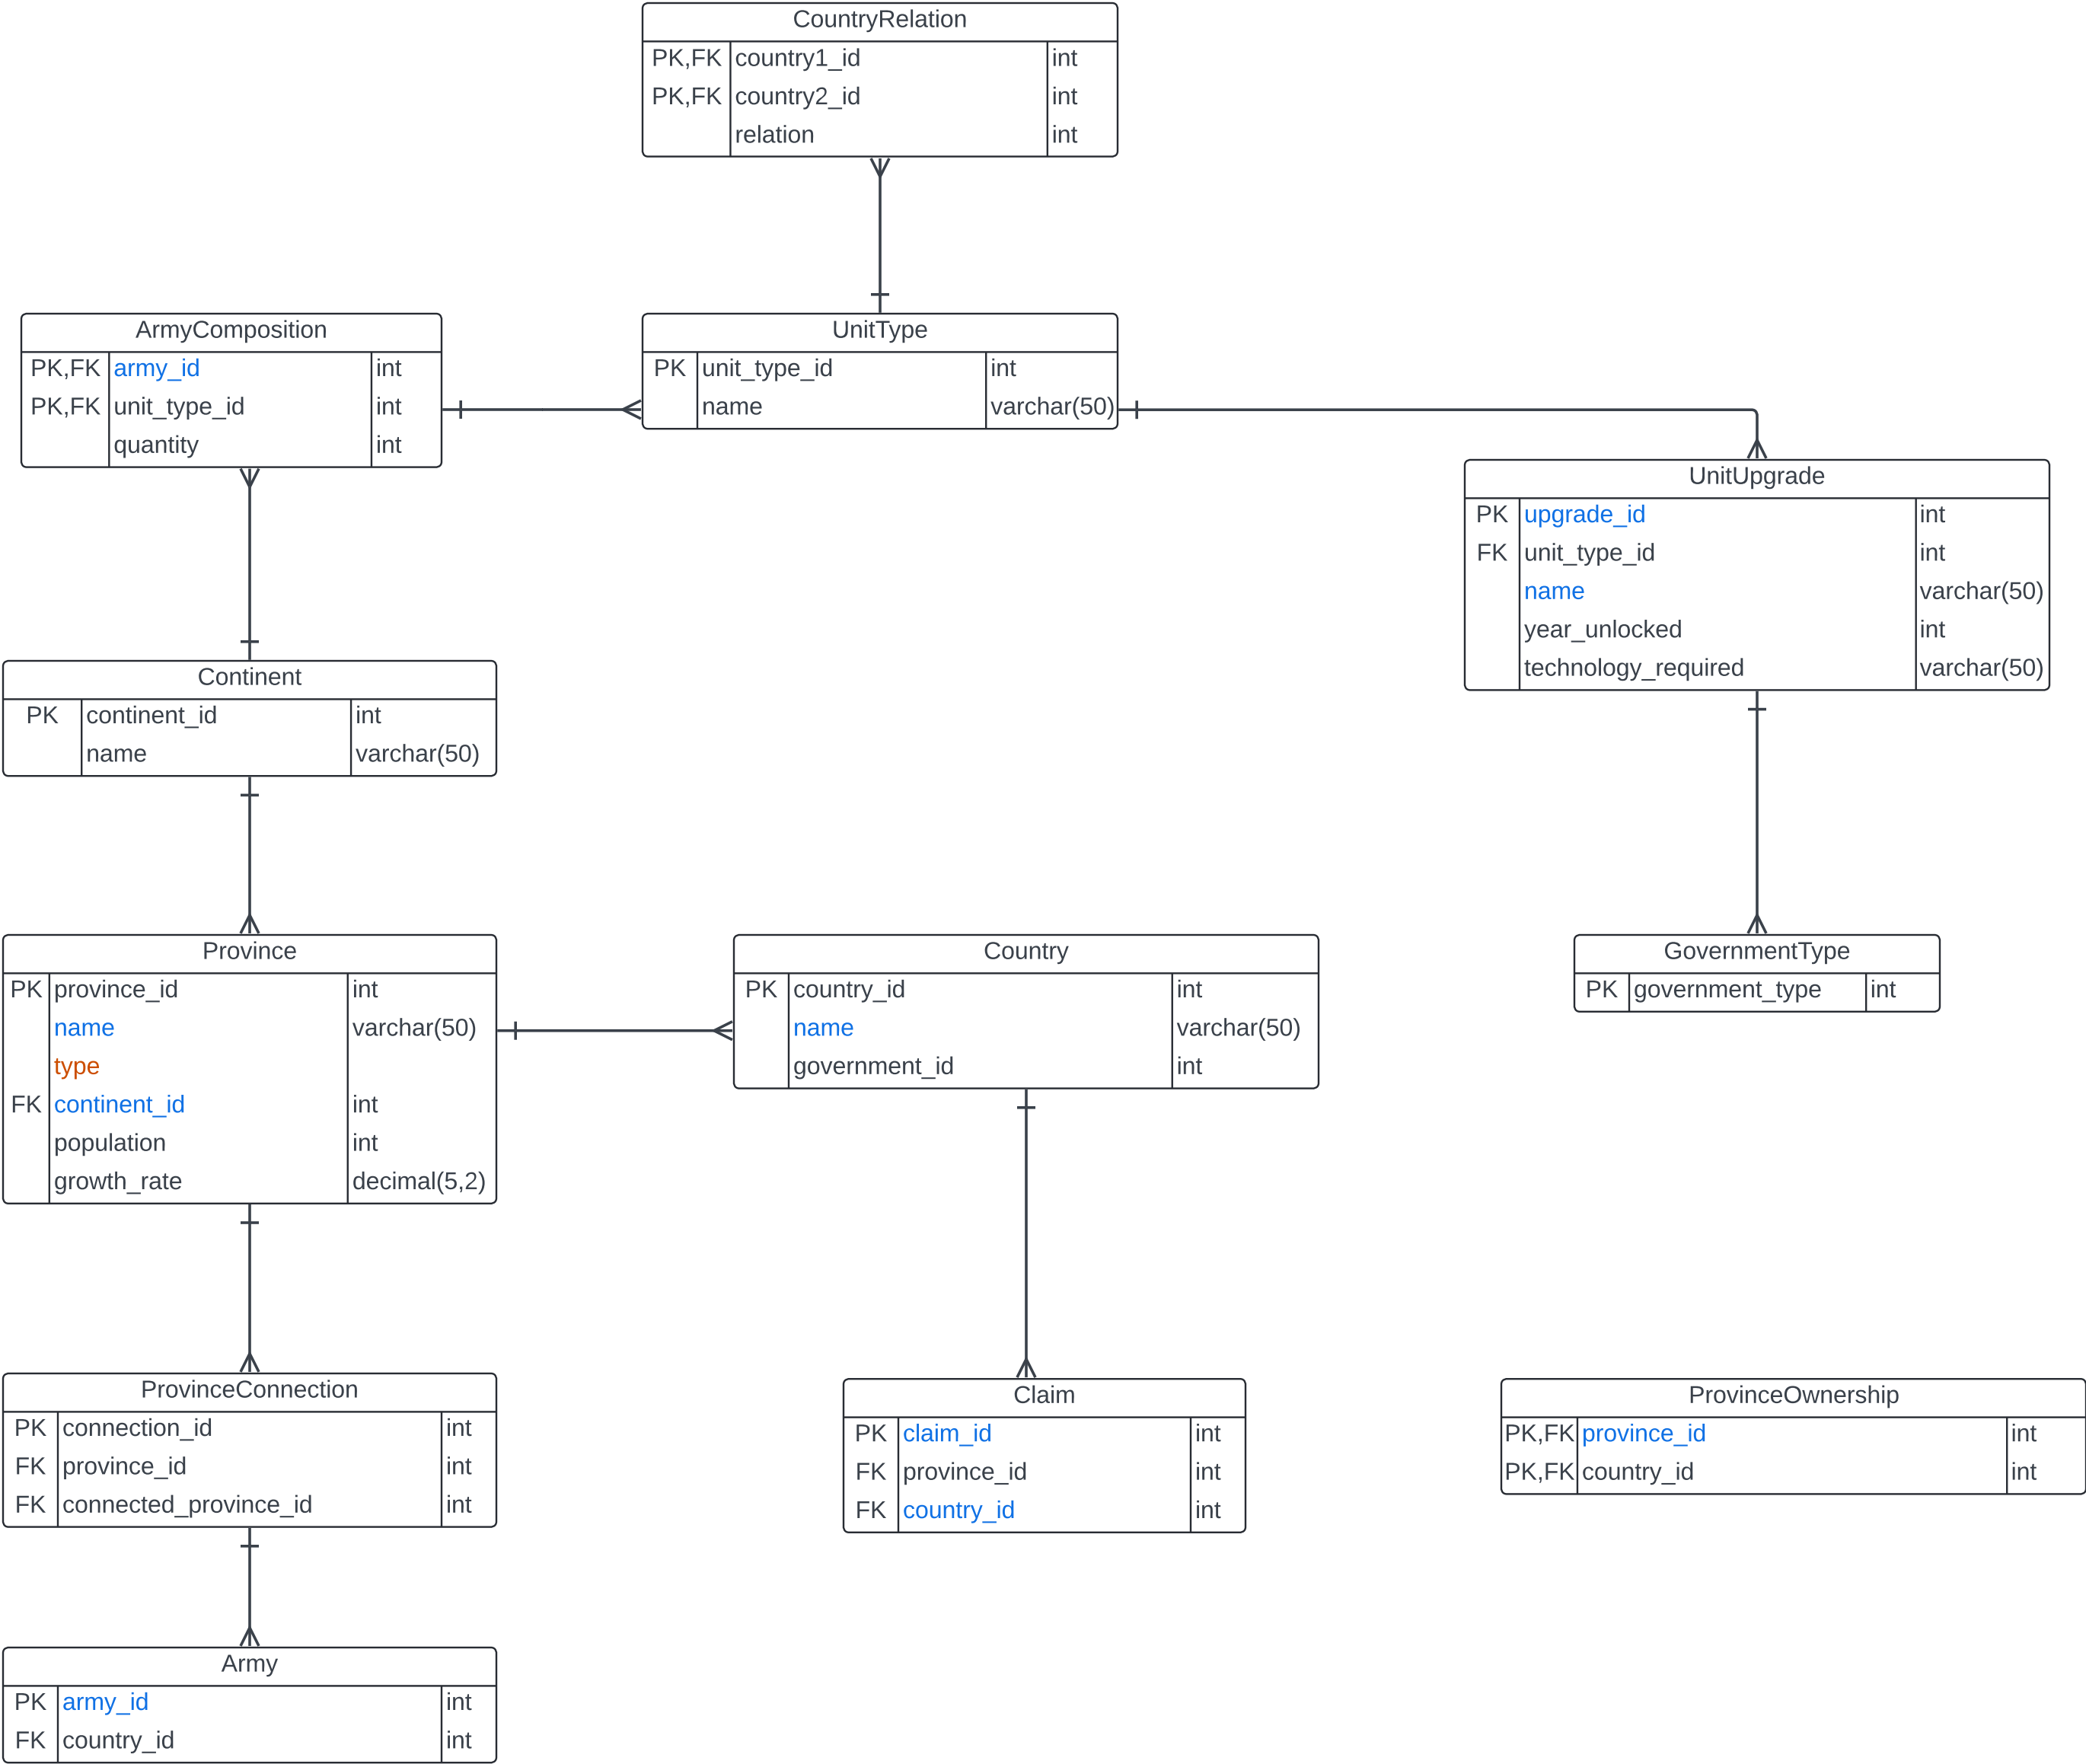 CountryRelation
PK,FK country1_id int
PK,FK country2_id int
relation int
ArmyComposition
PK,FK army_id int
PK,FK unit_type_id int
quantity int
UnitType
PK unit_type_id int
name varchar(50)
UnitUpgrade
PK upgrade_id int
FK unit_type_id int
name varchar(50)
year_unlocked int
technology_required varchar(50)
Continent
PK continent_id int
name varchar(50)
Province
PK province_id int
name varchar(50)
type
FK continent_id int
population int
growth_rate decimal(5,2)
Country
PK country_id int
name varchar(50)
government_id int
GovernmentType
PK government_type int
ProvinceConnection
PK connection_id int
FK province_id int
FK connected_province_id int
Claim
PK claim_id int
FK province_id int
FK country_id int
ProvinceOwnership
PK,FK province_id int
PK,FK country_id int
Army
PK army_id int
FK country_id int